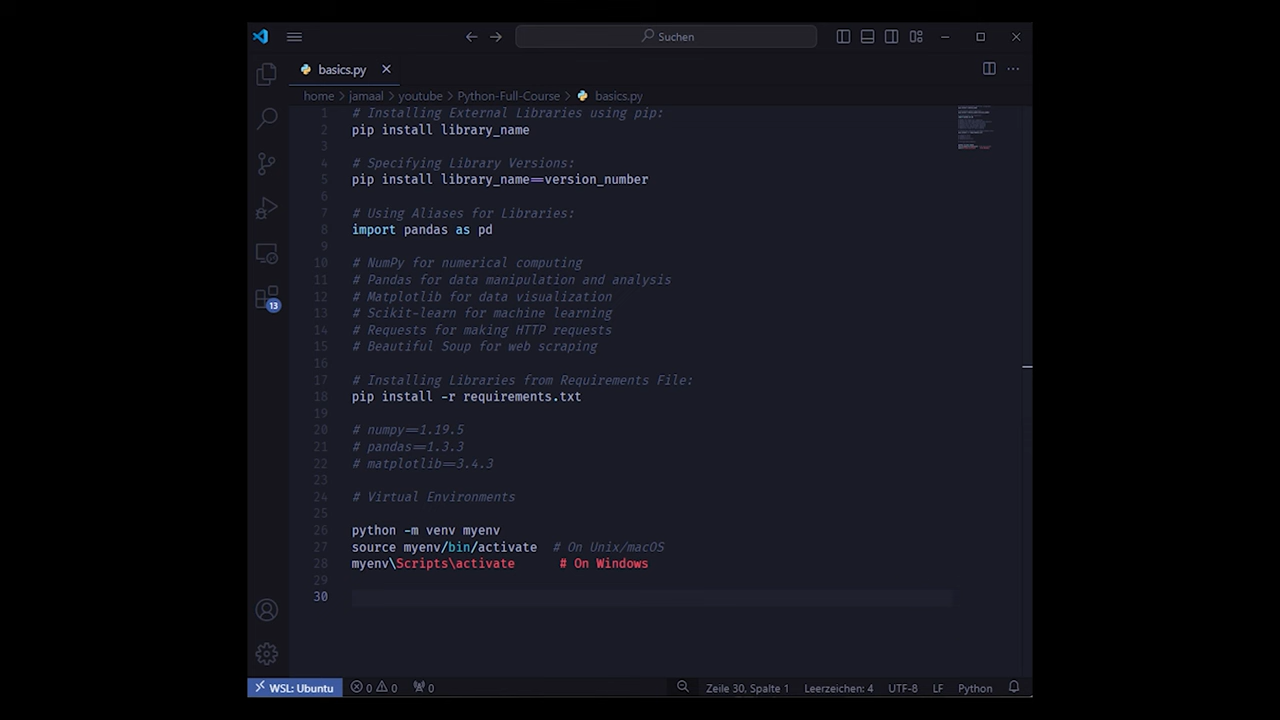 Suchen
basics.py
home > jamaal > youtube > Python-Full-Course > basics.py
1 # Installing External Libraries using pip:
2 pip install library_name
3
4 # Specifying Library Versions:
5 pip install library_name==version_number
6
7 # Using Aliases for Libraries:
8 import pandas as pd
9
10 # NumPy for numerical computing
11 # Pandas for data manipulation and analysis
12 # Matplotlib for data visualization
13 # Scikit-learn for machine learning
14 # Requests for making HTTP requests
15 # Beautiful Soup for web scraping
16
17 # Installing Libraries from Requirements File:
18 pip install -r requirements.txt
19
20 # numpy==1.19.5
21 # pandas==1.3.3
22 # matplotlib==3.4.3
23
24 # Virtual Environments
25
26 python -m venv myenv
27 source myenv/bin/activate  # On Unix/macOS
28 myenv\Scripts\activate      # On Windows
29
30
13
WSL: Ubuntu 0 0 0 Zeile 30, Spalte 1 Leerzeichen: 4 UTF-8 LF Python